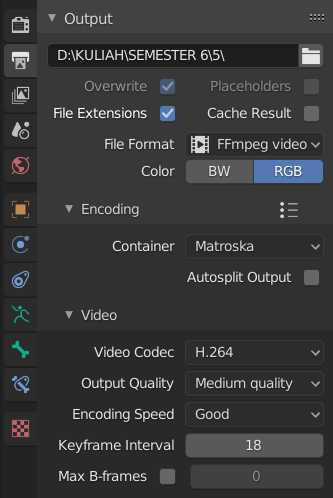 Output
D:\KULIAH\SEMESTER 6\5\
Overwrite Placeholders
File Extensions Cache Result
File Format FFmpeg video
Color BW RGB
Encoding
Container Matroska
Autosplit Output
Video
Video Codec H.264
Output Quality Medium quality
Encoding Speed Good
Keyframe Interval 18
Max B-frames 0